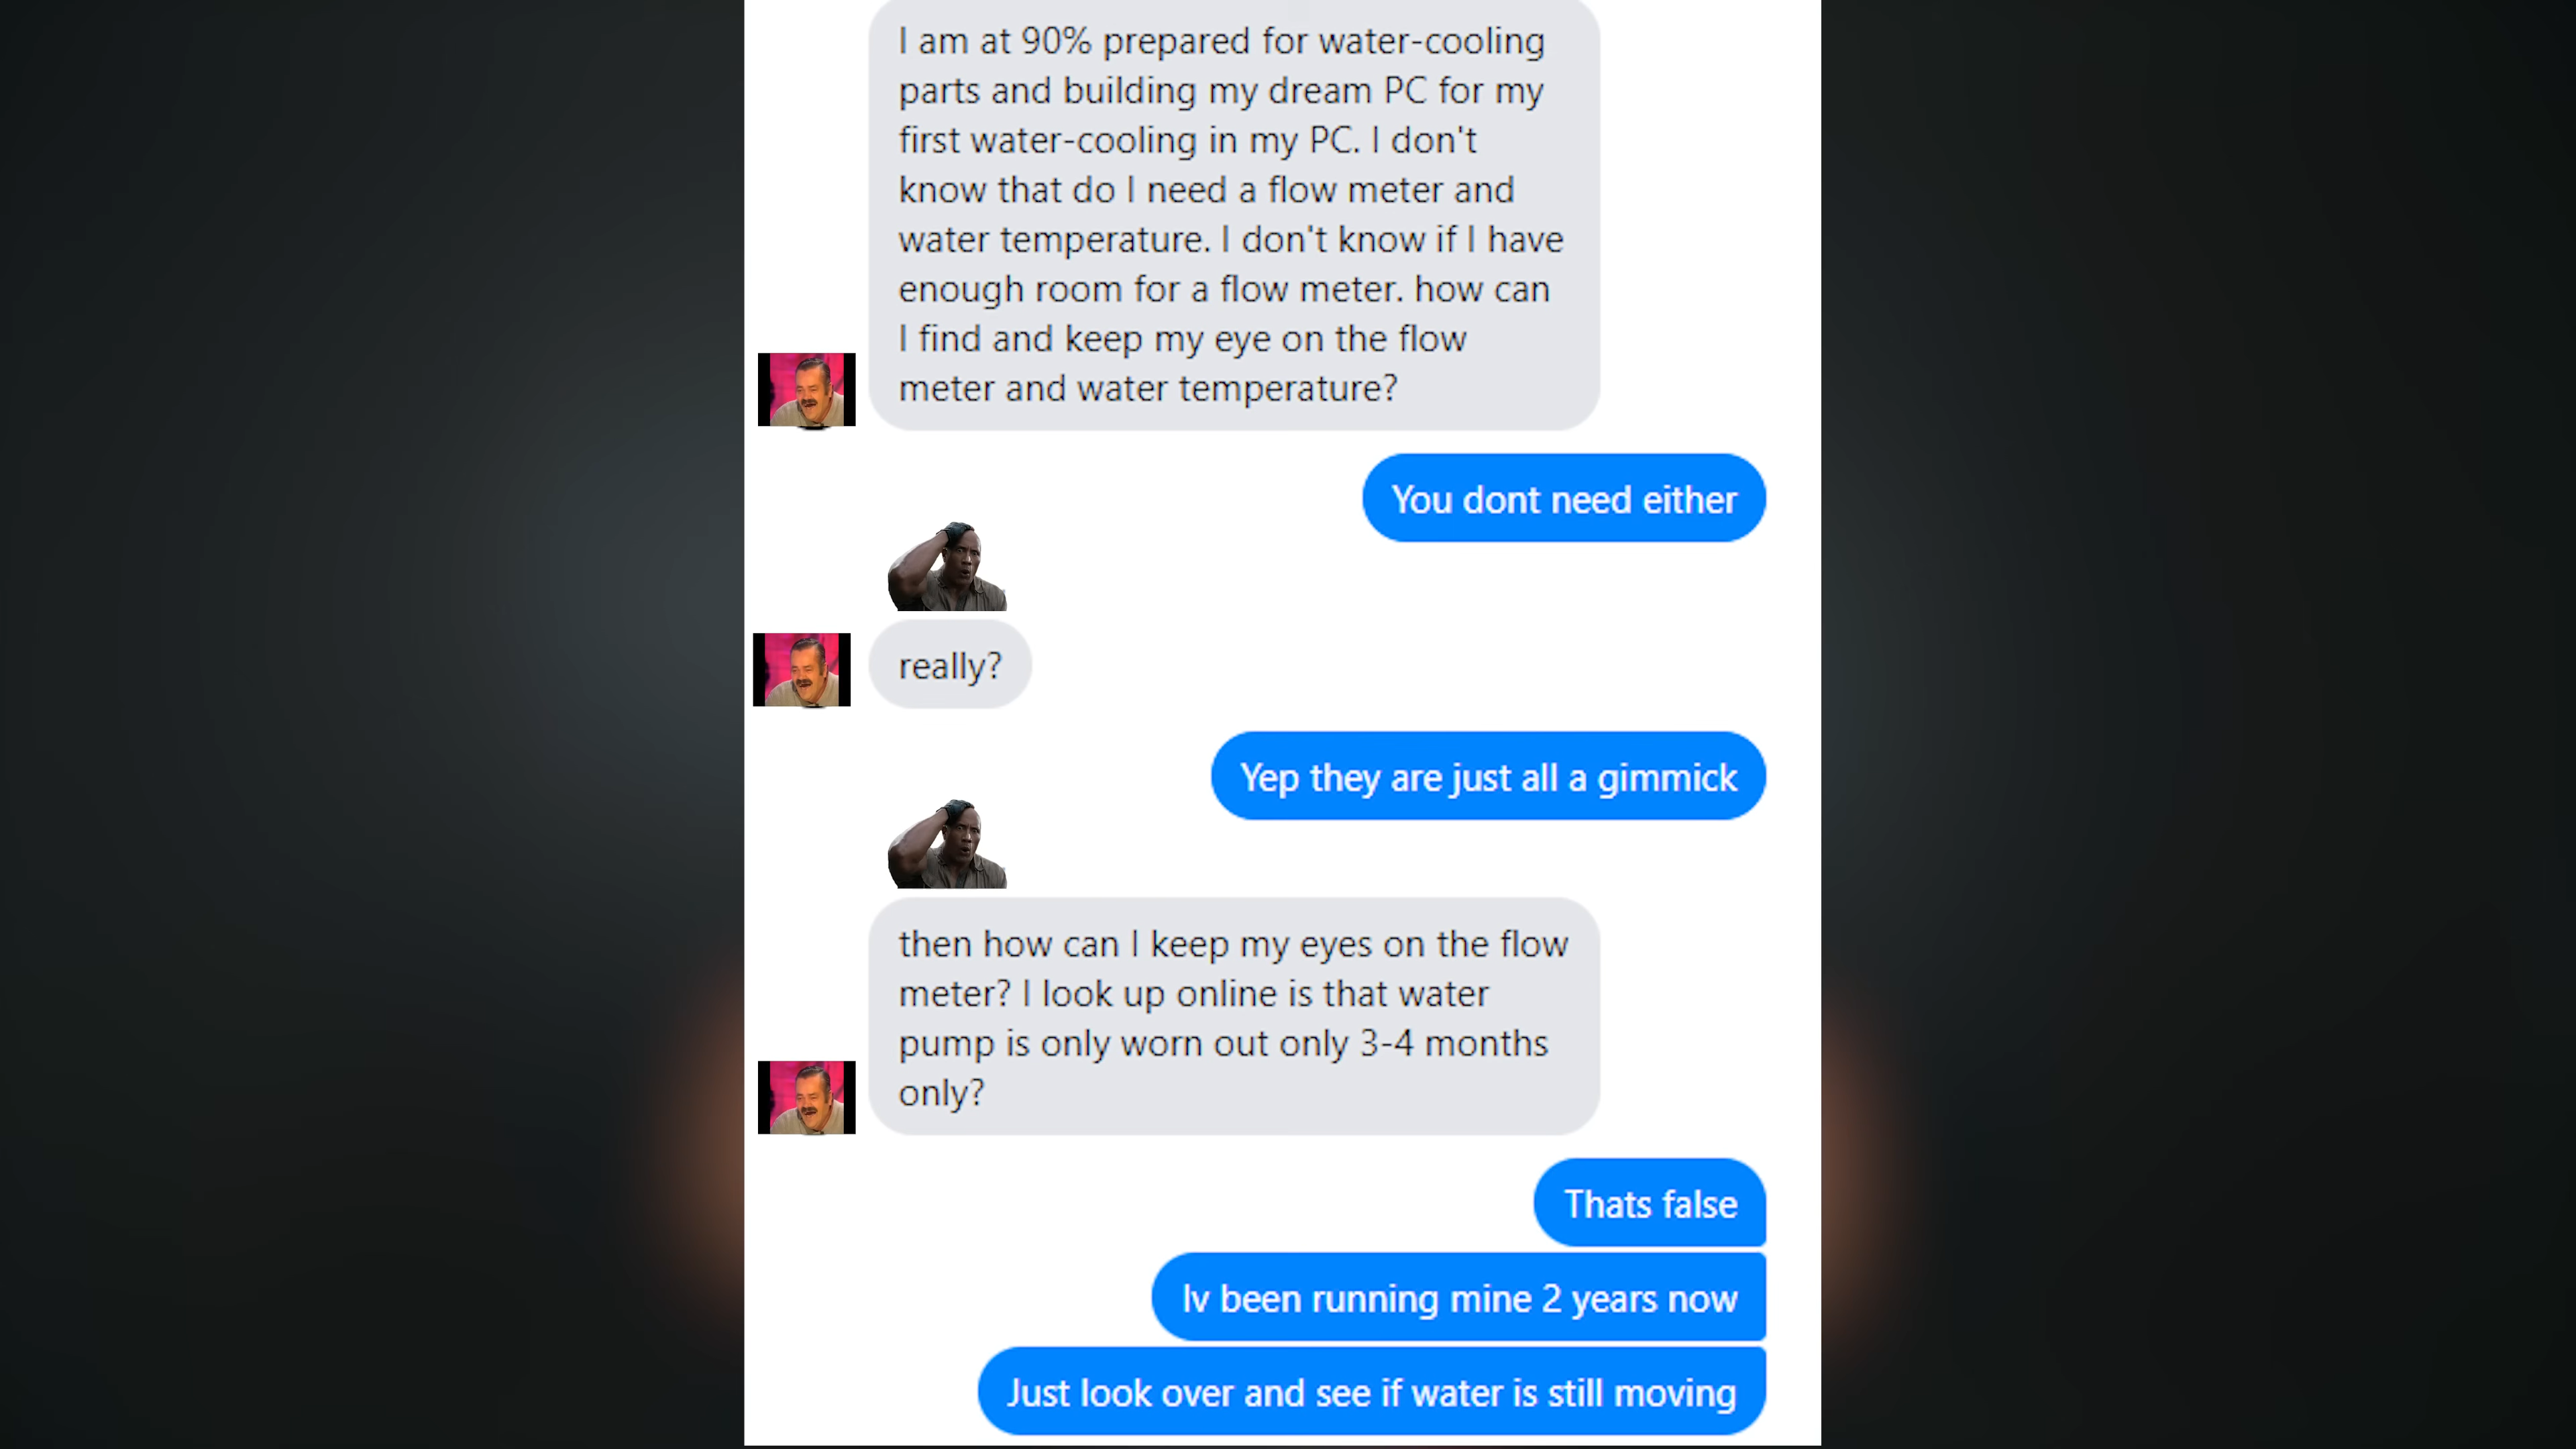 I am at 90% prepared for water-cooling
parts and building my dream PC for my
first water-cooling in my PC. I don't
know that do I need a flow meter and
water temperature. I don't know if I have
enough room for a flow meter. how can
I find and keep my eye on the flow
meter and water temperature?
You dont need either
really?
Yep they are just all a gimmick
then how can I keep my eyes on the flow
meter? I look up online is that water
pump is only worn out only 3-4 months
only?
Thats false
Iv been running mine 2 years now
Just look over and see if water is still moving